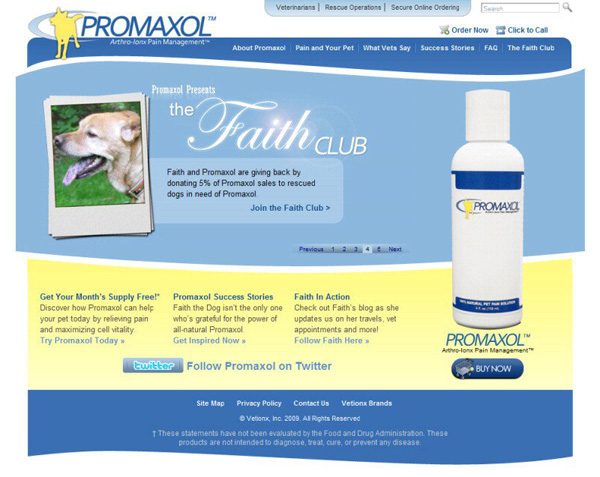 Veterinarians | Rescue Operations | Secure Online Ordering
Search
PROMAXOL™
Arthro-Ionx Pain Management™
Order Now
Click to Call
About Promaxol | Pain and Your Pet | What Vets Say | Success Stories | FAQ | The Faith Club
Promaxol Presents
the Faith CLUB
Faith and Promaxol are giving back by
donating 5% of Promaxol sales to rescued
dogs in need of Promaxol.
Join the Faith Club >
Previous 1 2 3 4 5 Next
PROMAXOL
Arthro-Ionx Pain Management™
100% NATURAL PET PAIN SOLUTION
PROMAXOL™
Arthro-Ionx Pain Management™
BUY NOW
Get Your Month's Supply Free!*
Discover how Promaxol can help
your pet today by relieving pain
and maximizing cell vitality.
Try Promaxol Today »
Promaxol Success Stories
Faith the Dog isn't the only one
who's grateful for the power of
all-natural Promaxol
Get Inspired Now »
Faith In Action
Check out Faith's blog as she
updates us on her travels, vet
appointments and more!
Follow Faith Here »
twitter Follow Promaxol on Twitter
Site Map Privacy Policy Contact Us Vetionx Brands
© Vetionx, Inc. 2009. All Rights Reserved
† These statements have not been evaluated by the Food and Drug Administration. These
products are not intended to diagnose, treat, cure, or prevent any disease.